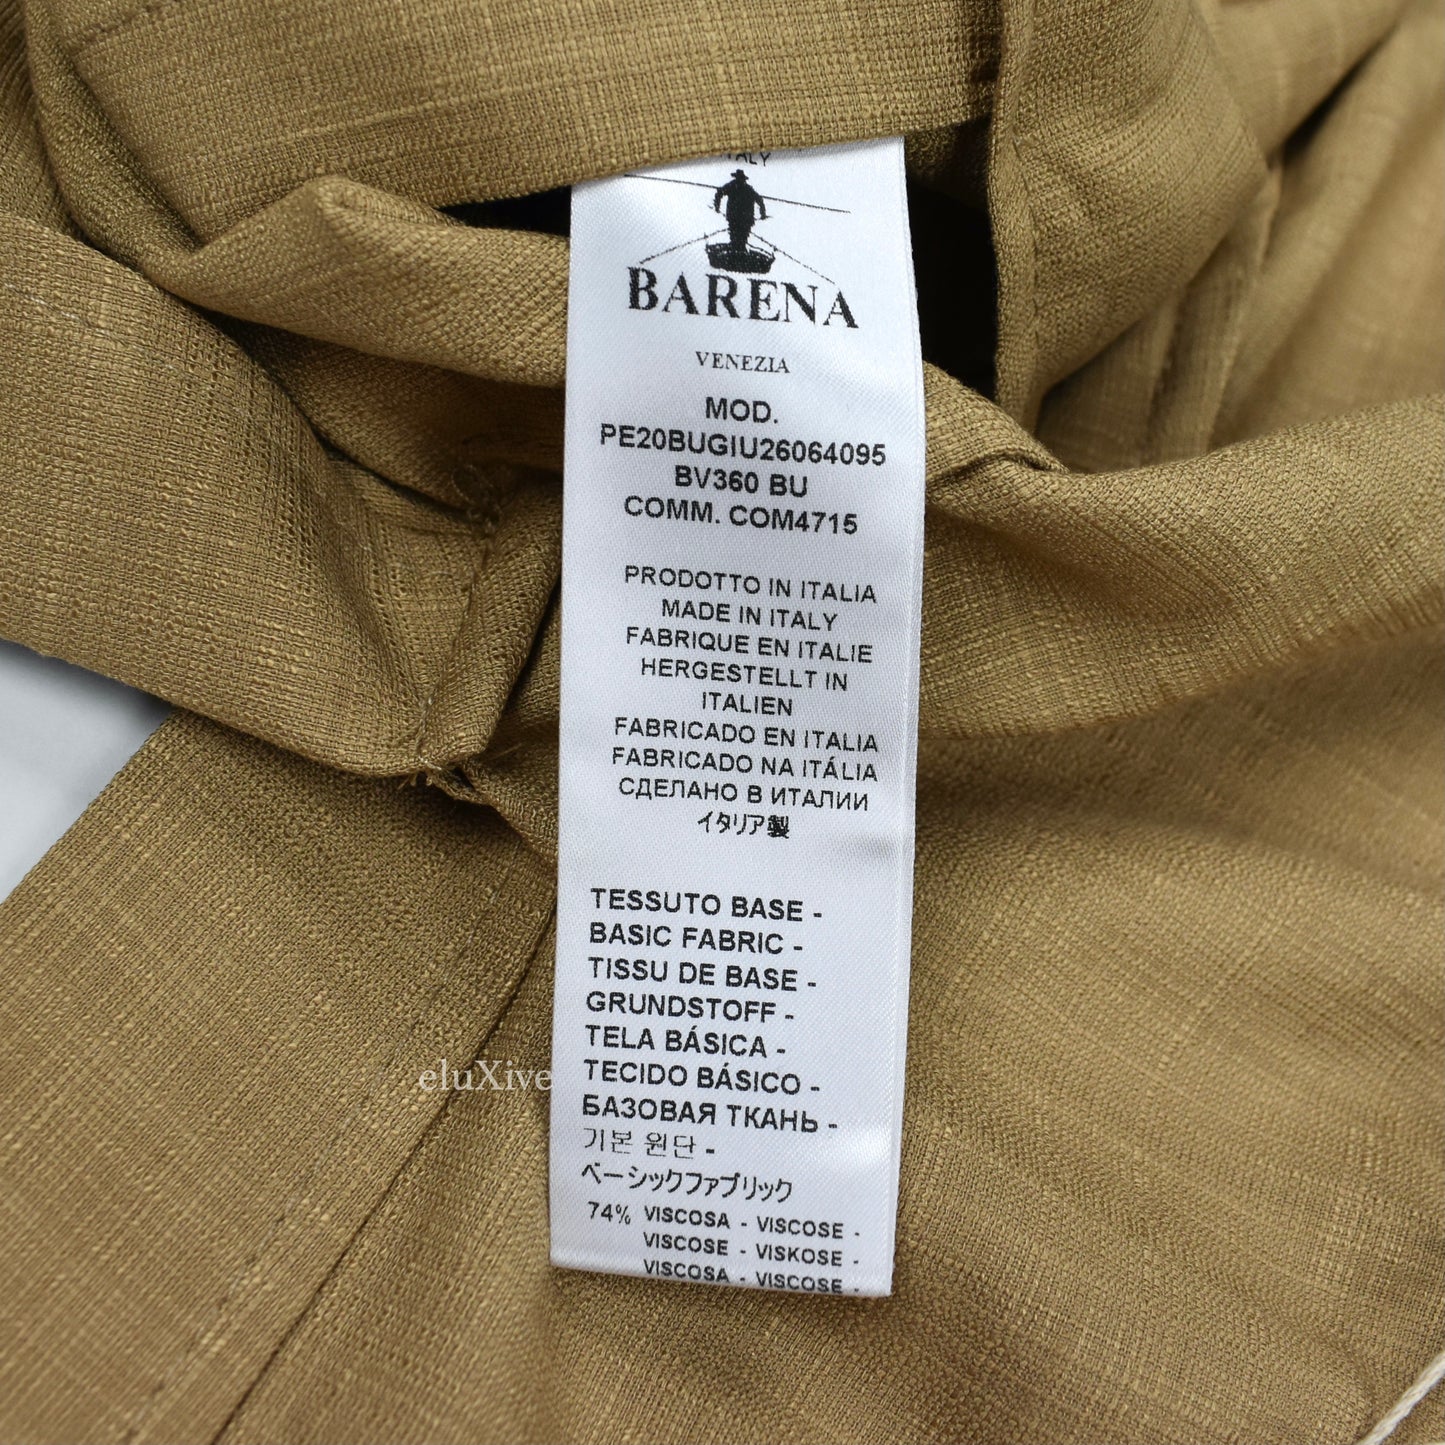 BARENA
VENEZIA
MOD.
PE20BUGIU26064095
BV360 BU
COMM. COM4715
PRODOTTO IN ITALIA
MADE IN ITALY
FABRIQUE EN ITALIE
HERGESTELLT IN
ITALIEN
FABRICADO EN ITALIA
FABRICADO NA ITÁLIA
СДЕЛАНО В ИТАЛИИ
イタリア製
TESSUTO BASE -
BASIC FABRIC -
TISSU DE BASE -
GRUNDSTOFF -
TELA BÁSICA -
TECIDO BÁSICO -
БАЗОВАЯ ТКАНЬ -
기본 원단 -
ベーシックファブリック
74% VISCOSA - VISCOSE -
VISCOSE - VISKOSE -
VISCOSA - VISCOSE -
eluXive